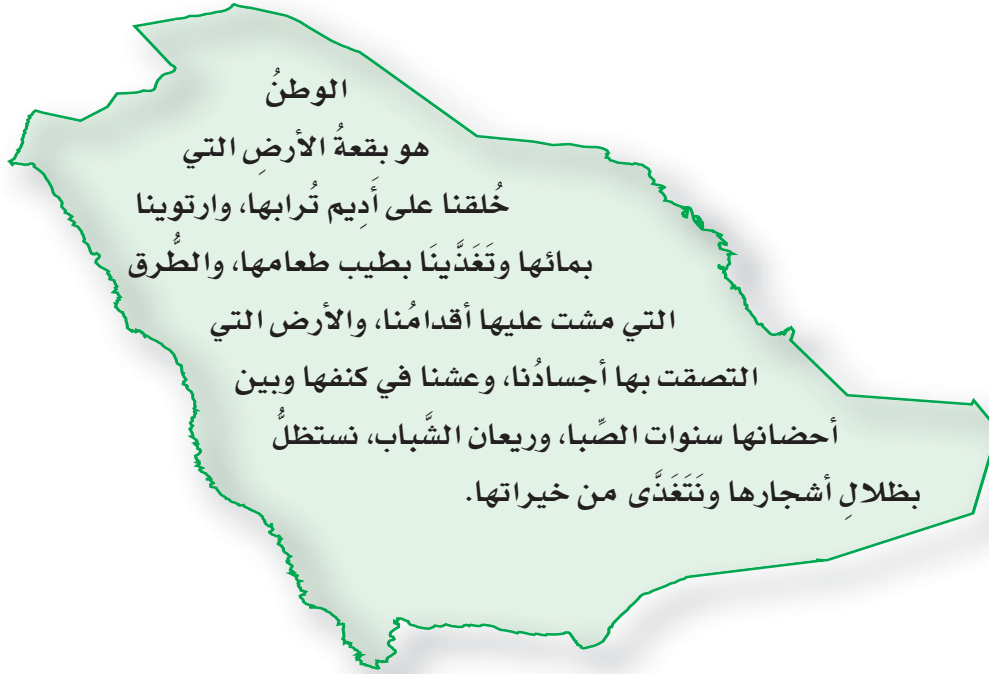 الوطنُ
هو بقعةُ الأرضِ التي
خُلقنا على أَدِيم تُرابها، وارتوينا
بمائها وتَغَذَّينَا بطيب طعامها، والطُّرق
التي مشت عليها أقدامُنا، والأرض التي
التصقت بها أجسادُنا، وعشنا في كنفها وبين
أحضانها سنوات الصِّبا، وريعان الشَّباب، نستظلُّ
بظلالِ أشجارها ونَتَغَذَّى من خيراتها.